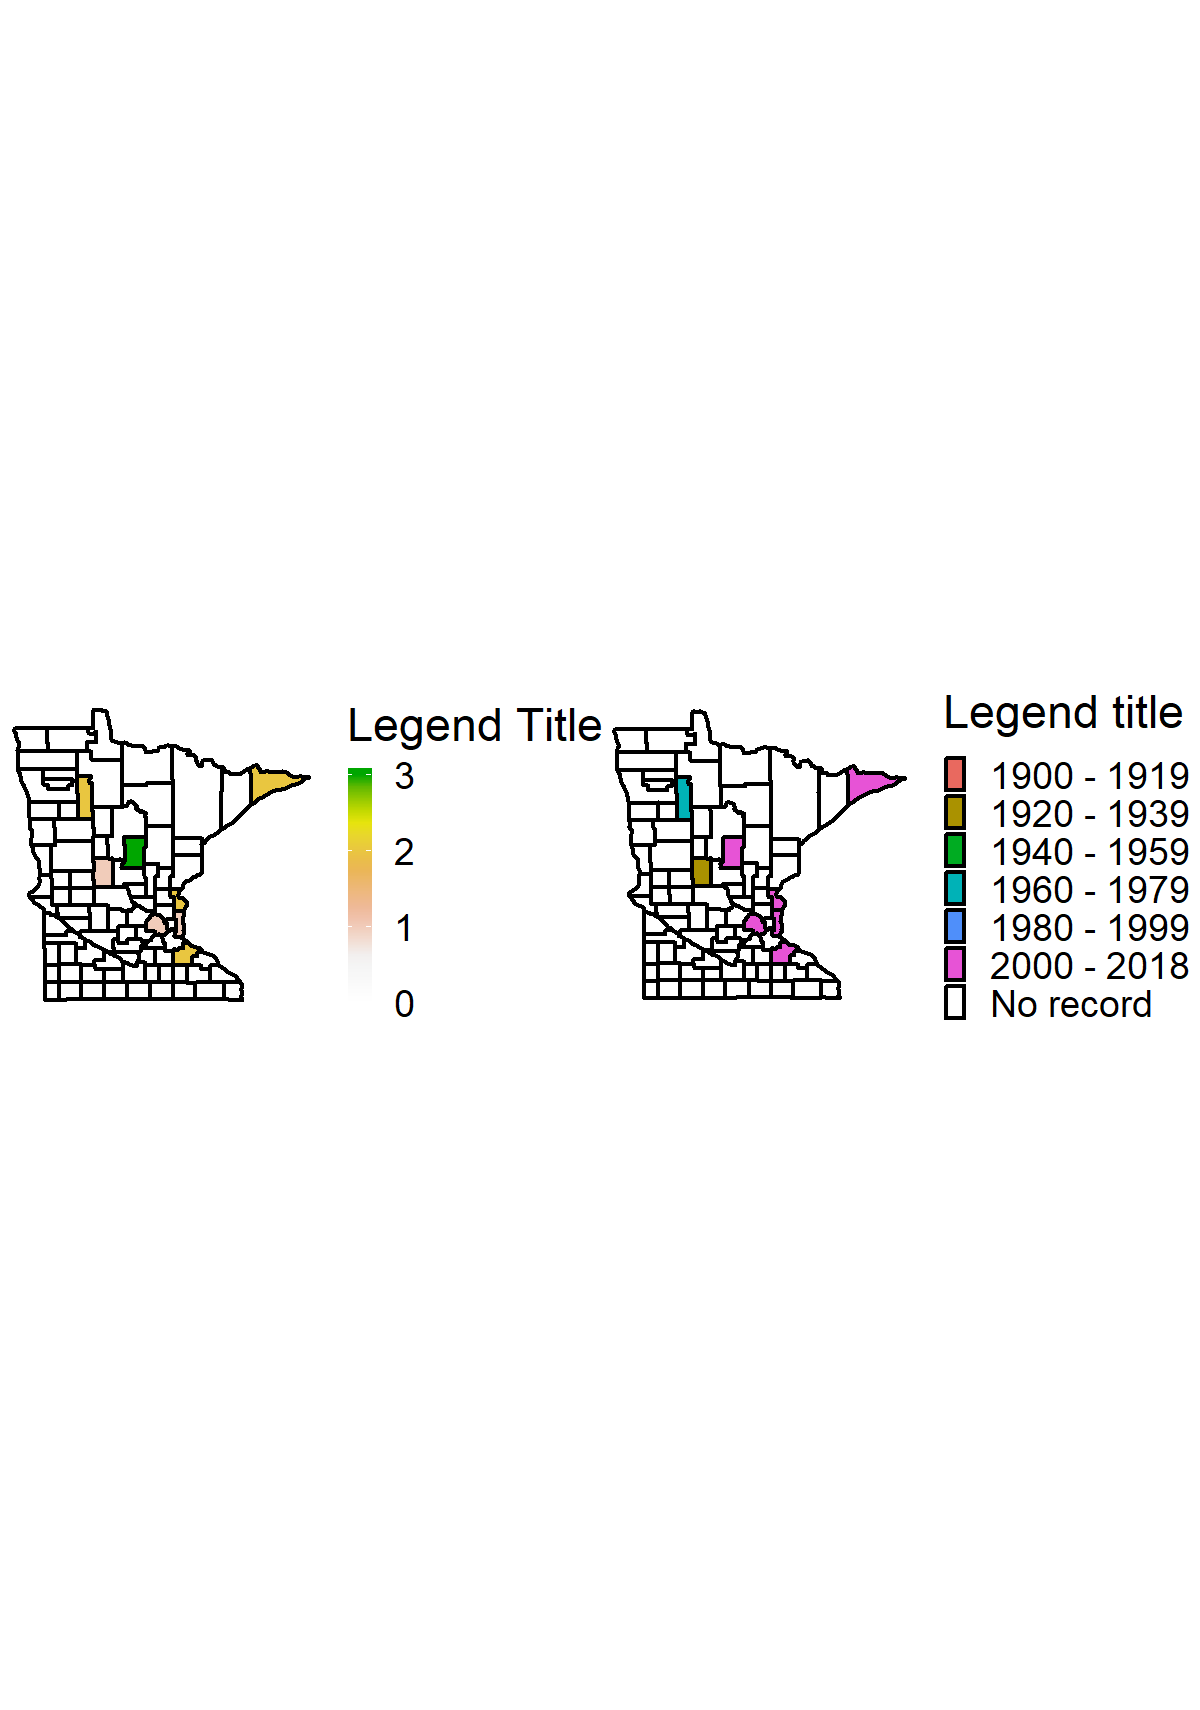 Legend Title
3
2
1
0
Legend title
1900 - 1919
1920 - 1939
1940 - 1959
1960 - 1979
1980 - 1999
2000 - 2018
No record